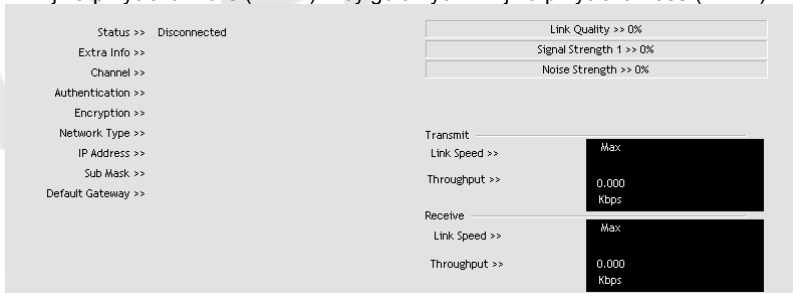 Status >> Disconnected
Extra Info >>
Channel >>
Authentication >>
Encryption >>
Network Type >>
IP Address >>
Sub Mask >>
Default Gateway >>
Link Quality >> 0%
Signal Strength 1 >> 0%
Noise Strength >> 0%
Transmit
Link Speed >>
Max
Throughput >>
0.000
Kbps
Receive
Link Speed >>
Max
Throughput >>
0.000
Kbps